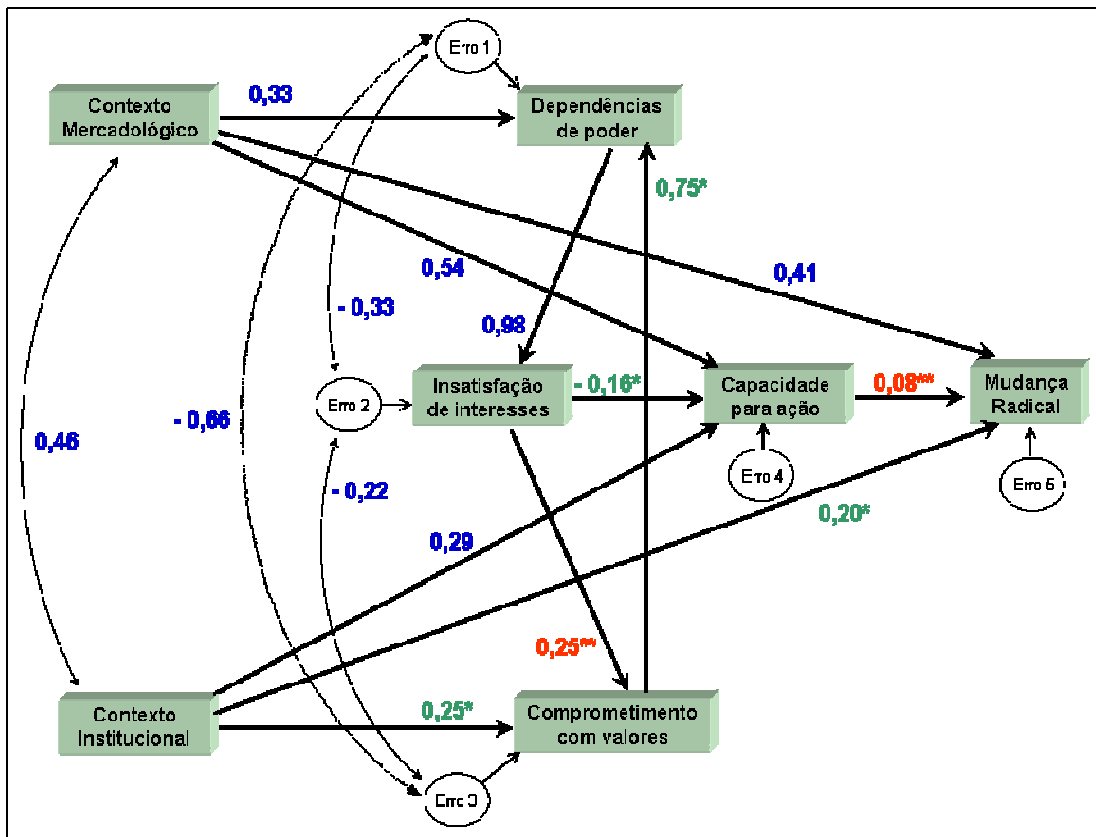 Erro 1
0,33
Contexto
Mercadológico
Dependências
de poder
0,75*
0,54
0,41
- 0,33
0,98
Insatisfação
de interesses
- 0,16*
Capacidade
para ação
0,08**
Mudança
Radical
Erro 2
- 0,66
0,46
- 0,22
Erro 4
Erro 5
0,29
0,20*
0,25**
Contexto
Institucional
0,25*
Comprometimento
com valores
Erro 3